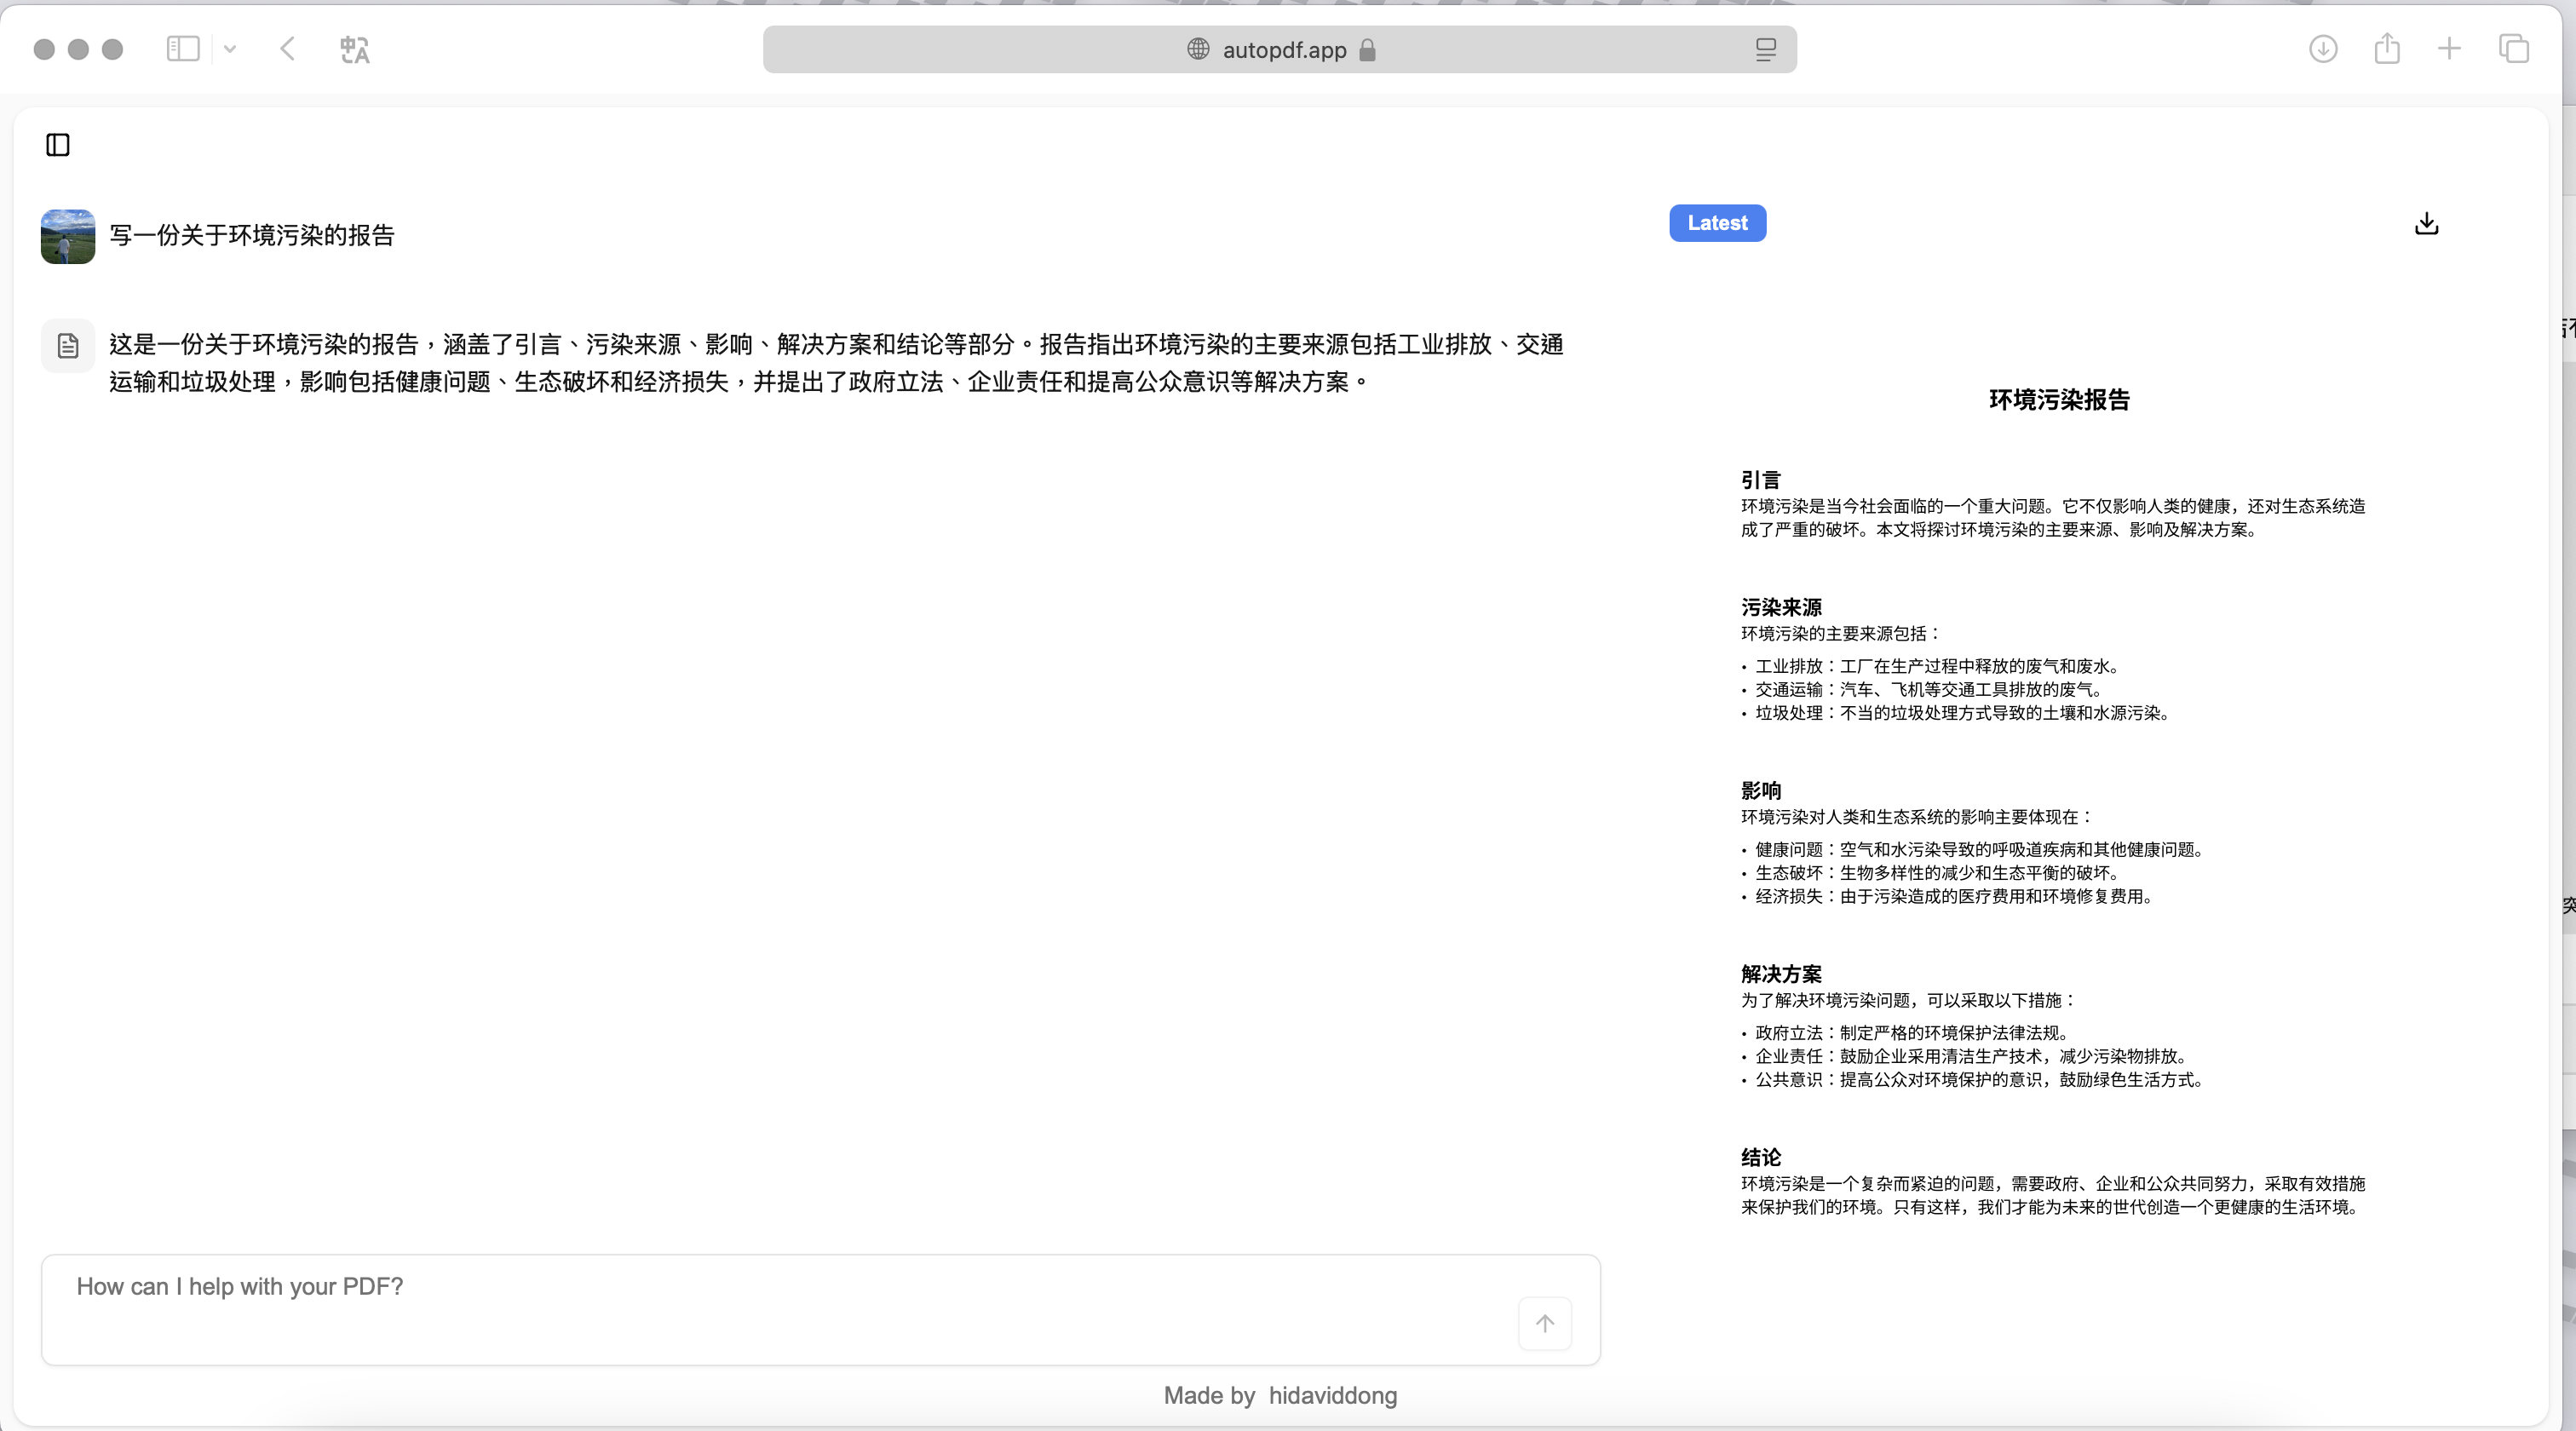 autopdf.app
写一份关于环境污染的报告
Latest
这是一份关于环境污染的报告，涵盖了引言、污染来源、影响、解决方案和结论等部分。报告指出环境污染的主要来源包括工业排放、交通
运输和垃圾处理，影响包括健康问题、生态破坏和经济损失，并提出了政府立法、企业责任和提高公众意识等解决方案。
环境污染报告
引言
环境污染是当今社会面临的一个重大问题。它不仅影响人类的健康，还对生态系统造
成了严重的破坏。本文将探讨环境污染的主要来源、影响及解决方案。
污染来源
环境污染的主要来源包括：
• 工业排放：工厂在生产过程中释放的废气和废水。
• 交通运输：汽车、飞机等交通工具排放的废气。
• 垃圾处理：不当的垃圾处理方式导致的土壤和水源污染。
影响
环境污染对人类和生态系统的影响主要体现在：
• 健康问题：空气和水污染导致的呼吸道疾病和其他健康问题。
• 生态破坏：生物多样性的减少和生态平衡的破坏。
• 经济损失：由于污染造成的医疗费用和环境修复费用。
解决方案
为了解决环境污染问题，可以采取以下措施：
• 政府立法：制定严格的环境保护法律法规。
• 企业责任：鼓励企业采用清洁生产技术，减少污染物排放。
• 公共意识：提高公众对环境保护的意识，鼓励绿色生活方式。
结论
环境污染是一个复杂而紧迫的问题，需要政府、企业和公众共同努力，采取有效措施
来保护我们的环境。只有这样，我们才能为未来的世代创造一个更健康的生活环境。
How can I help with your PDF?
Made by hidaviddong